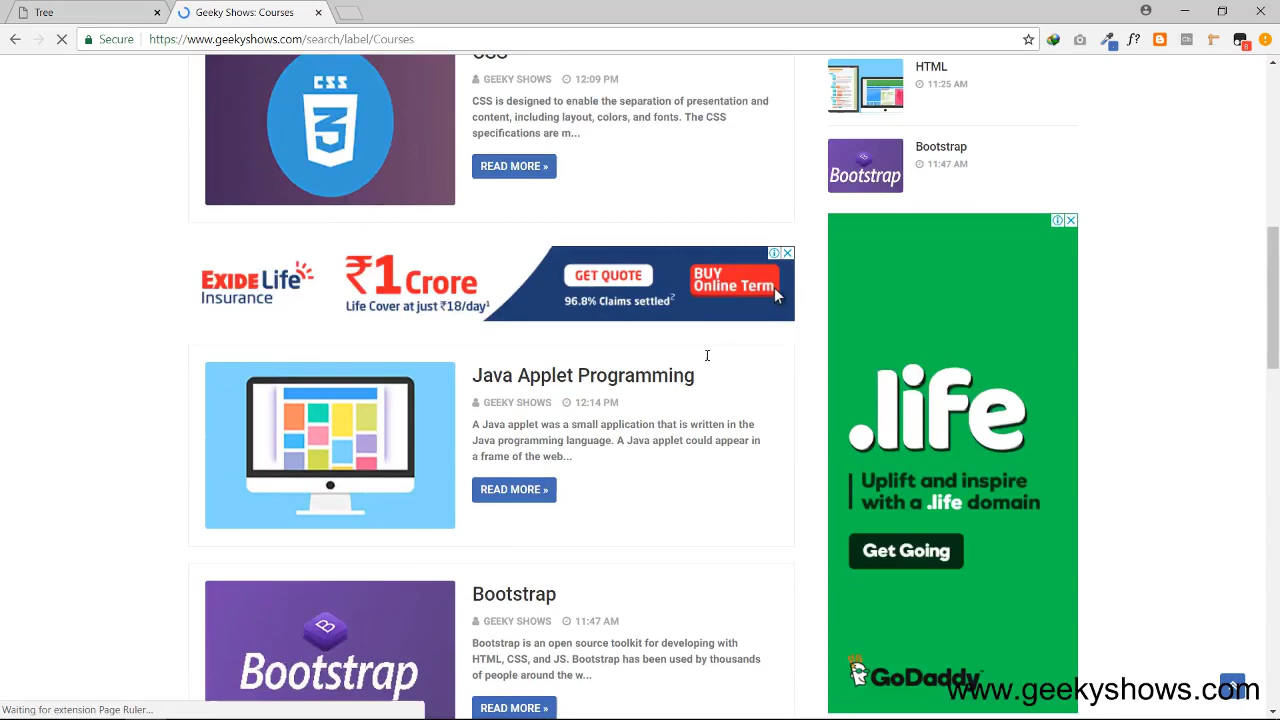 Tree
Geeky Shows: Courses
Secure
https://www.geekyshows.com/search/label/Courses
GEEKY SHOWS 12:09 PM
CSS is designed to enable the separation of presentation and
content, including layout, colors, and fonts. The CSS
specifications are m...
READ MORE »
CSS
3
HTML
11:25 AM
Bootstrap
11:47 AM
Bootstrap
EXIDE Life
Insurance
₹1 Crore
Life Cover at just ₹18/day¹
GET QUOTE
96.8% Claims settled²
BUY
Online Term
Java Applet Programming
GEEKY SHOWS 12:14 PM
A Java applet was a small application that is written in the
Java programming language. A Java applet could appear in
a frame of the web...
READ MORE »
Bootstrap
GEEKY SHOWS 11:47 AM
Bootstrap is an open source toolkit for developing with
HTML, CSS, and JS. Bootstrap has been used by thousands
of people around the w...
READ MORE »
B
Bootstrap
.life
Uplift and inspire
with a .life domain
Get Going
GoDaddy
www.geekyshows.com
Waiting for extension Page Ruler...